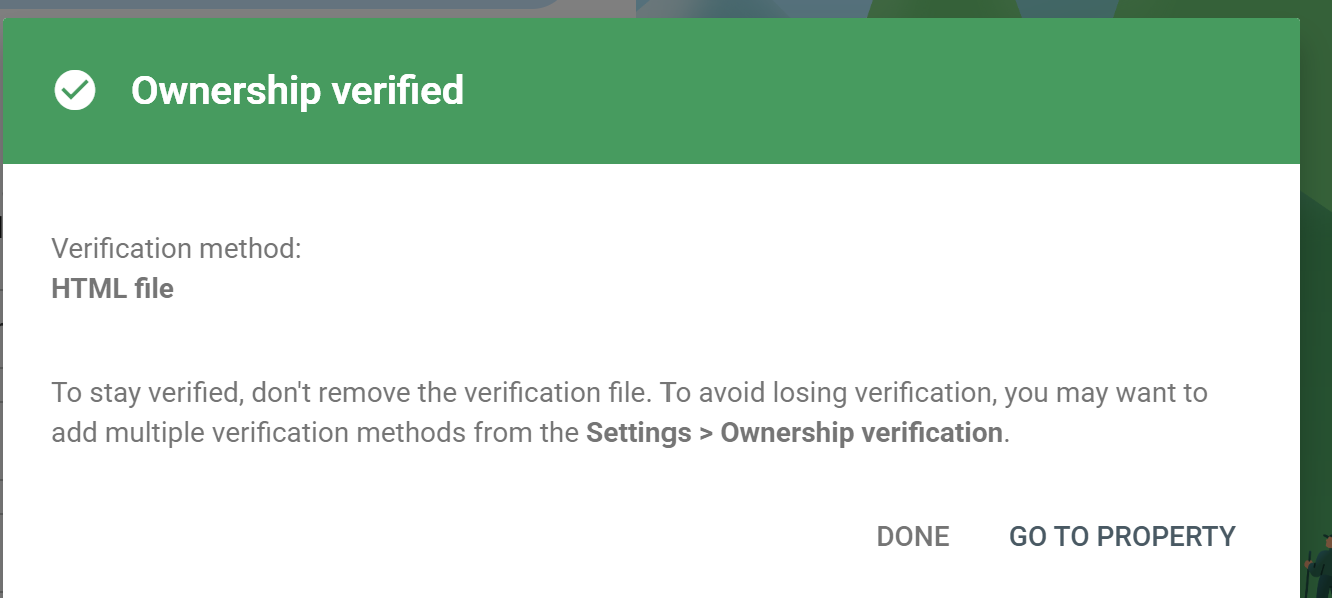 Ownership verified
Verification method:
HTML file
To stay verified, don't remove the verification file. To avoid losing verification, you may want to
add multiple verification methods from the Settings > Ownership verification.
DONE GO TO PROPERTY